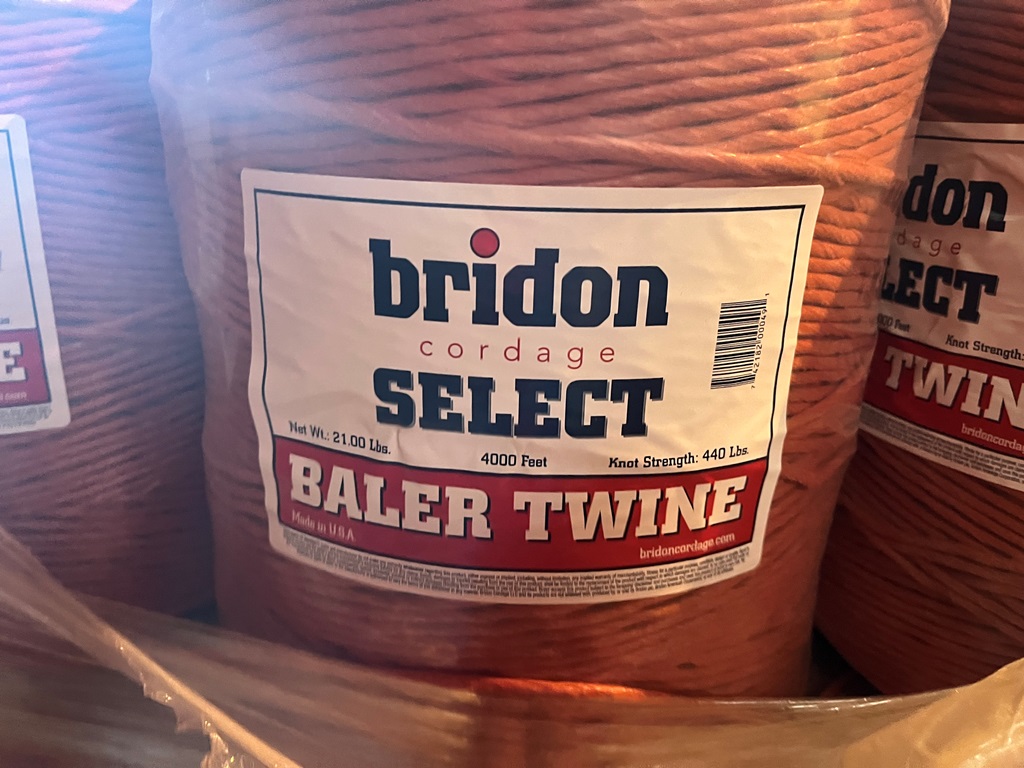 bridon
cordage
SELECT
Net Wt.: 21.00 Lbs.
4000 Feet
Knot Strength: 440 Lbs.
BALER TWINE
Made in U.S.A
bridoncordage.com
don
dage
LECT
Feet
Knot Strength:
TWIN
bridoncorda
E